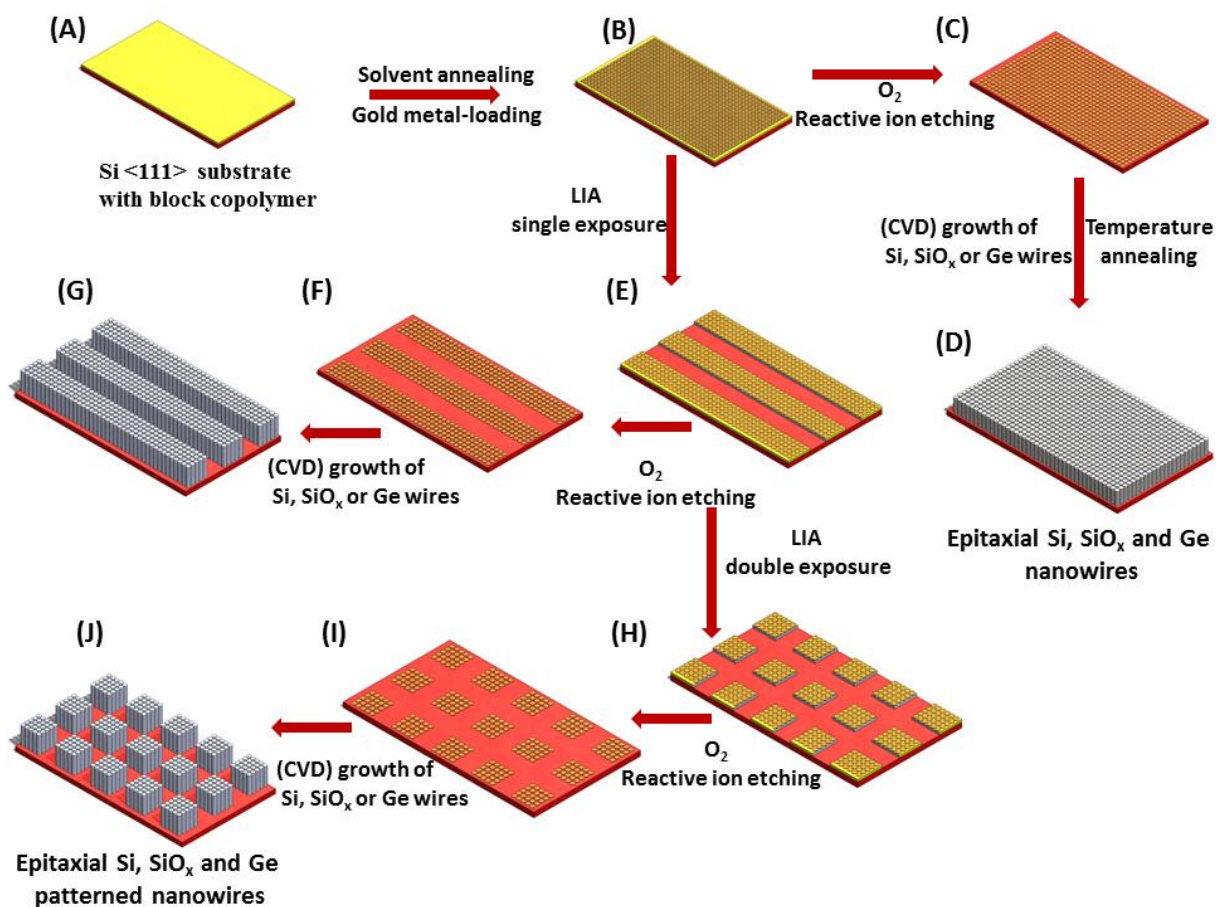 (A)
Si <111> substrate
with block copolymer
Solvent annealing
Gold metal-loading
(B)
O₂
Reactive ion etching
(C)
LIA
single exposure
(CVD) growth of
Si, SiOₓ or Ge wires
Temperature
annealing
(G)
(F)
(E)
(D)
(CVD) growth of
Si, SiOₓ or Ge wires
O₂
Reactive ion etching
Epitaxial Si, SiOₓ and Ge
nanowires
LIA
double exposure
(J)
(I)
(H)
(CVD) growth of
Si, SiOₓ or Ge wires
O₂
Reactive ion etching
Epitaxial Si, SiOₓ and Ge
patterned nanowires